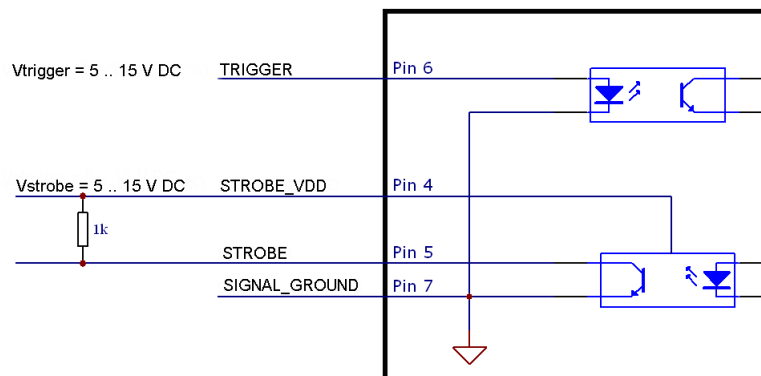 Vtrigger = 5 .. 15 V DC TRIGGER Pin 6
Vstrobe = 5 .. 15 V DC STROBE_VDD Pin 4
1k
STROBE Pin 5
SIGNAL_GROUND Pin 7